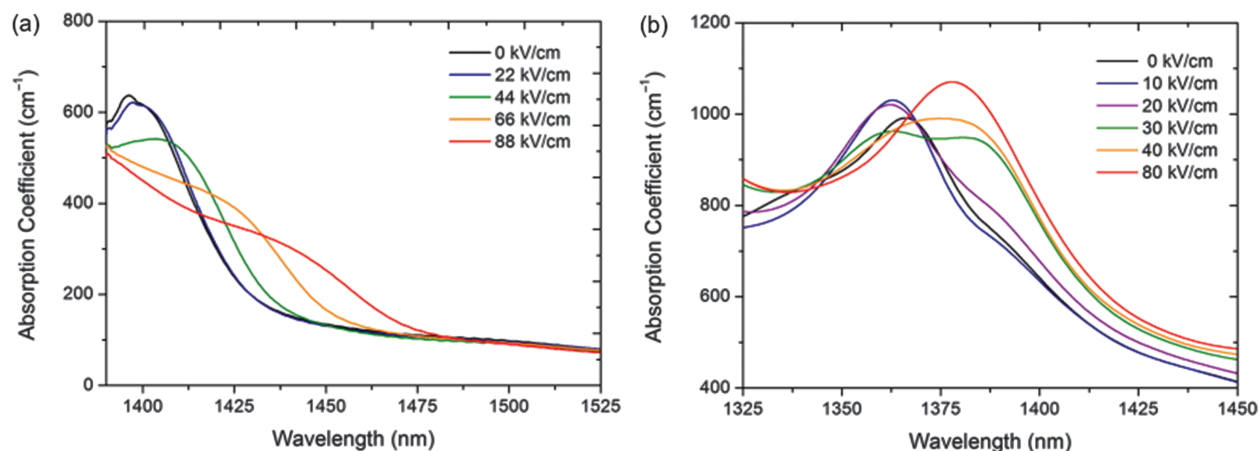 (a)
800
600
400
200
0
Absorption Coefficient (cm⁻¹)
0 kV/cm
22 kV/cm
44 kV/cm
66 kV/cm
88 kV/cm
1400 1425 1450 1475 1500 1525
Wavelength (nm)
(b)
1200
1000
800
600
400
Absorption Coefficient (cm⁻¹)
0 kV/cm
10 kV/cm
20 kV/cm
30 kV/cm
40 kV/cm
80 kV/cm
1325 1350 1375 1400 1425 1450
Wavelength (nm)